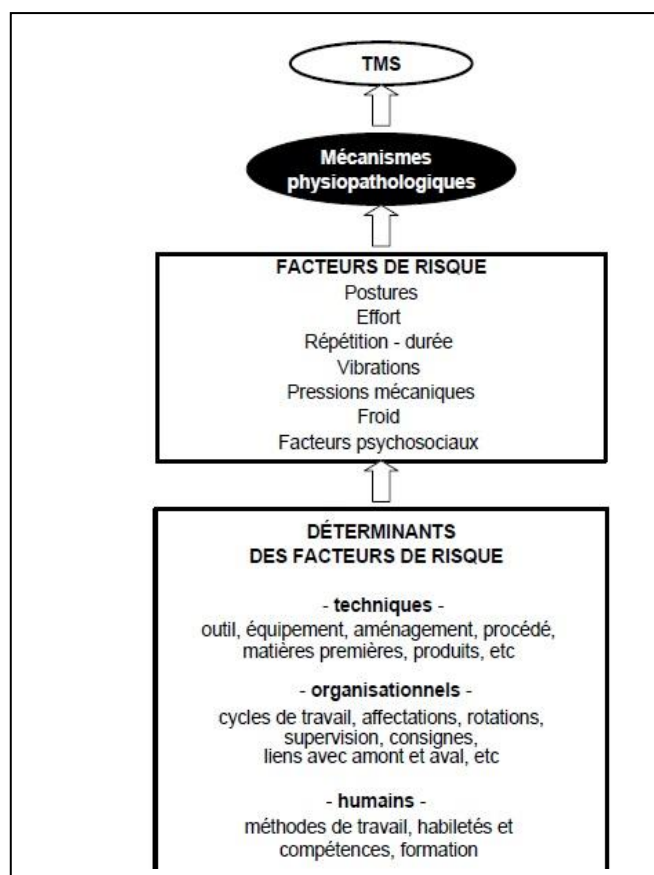 TMS
Mécanismes
physiopathologiques
FACTEURS DE RISQUE
Postures
Effort
Répétition - durée
Vibrations
Pressions mécaniques
Froid
Facteurs psychosociaux
DÉTERMINANTS
DES FACTEURS DE RISQUE
- techniques -
outil, équipement, aménagement, procédé,
matières premières, produits, etc
- organisationnels -
cycles de travail, affectations, rotations,
supervision, consignes,
liens avec amont et aval, etc
- humains -
méthodes de travail, habiletés et
compétences, formation